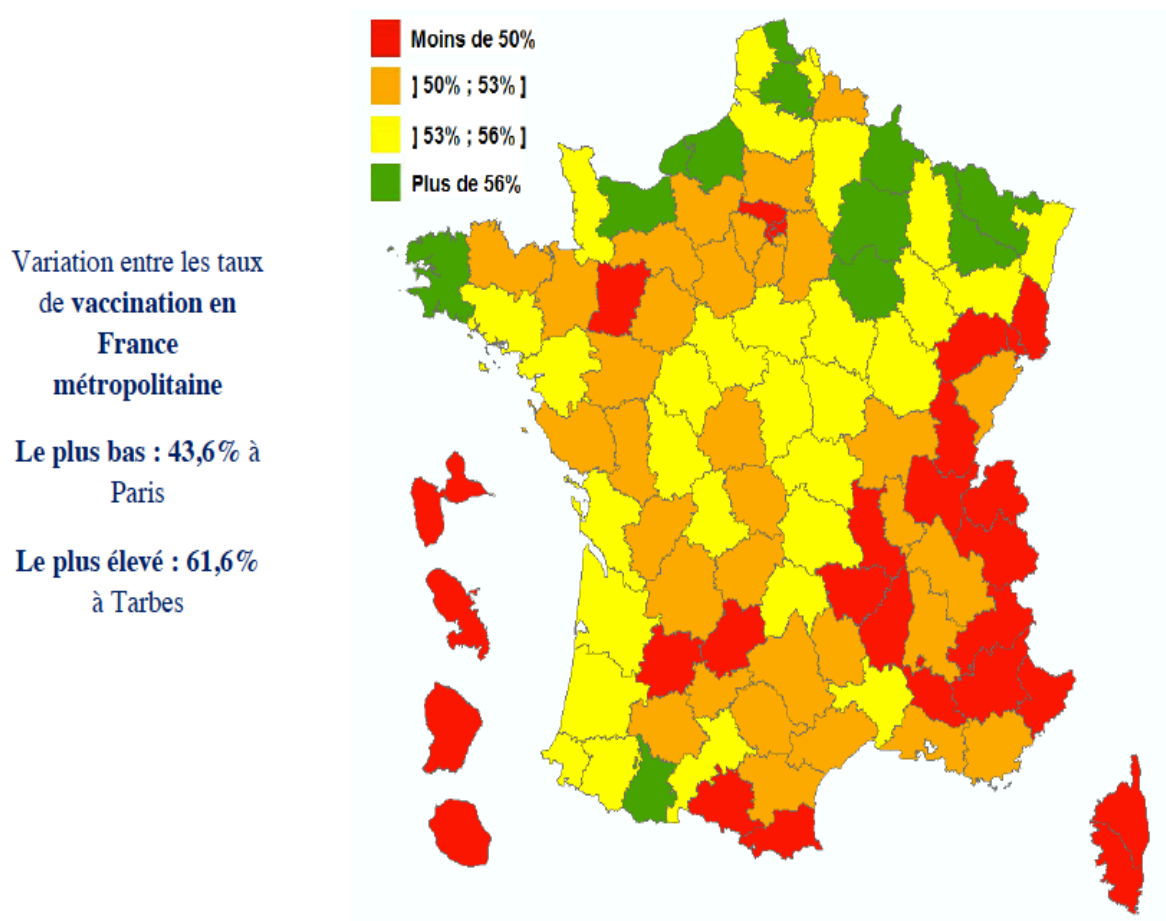 Moins de 50%
] 50% ; 53% ]
] 53% ; 56% ]
Plus de 56%
Variation entre les taux
de vaccination en
France
métropolitaine
Le plus bas : 43,6% à
Paris
Le plus élevé : 61,6%
à Tarbes